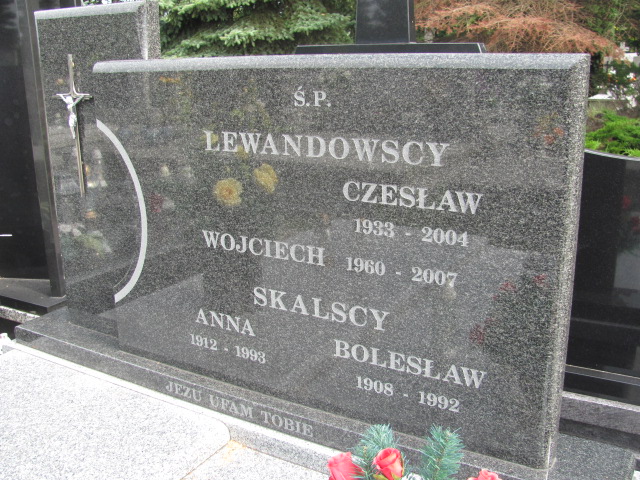 Ś.P.
LEWANDOWSCY
CZESŁAW
1933 - 2004
WOJCIECH 1960 - 2007
SKALSCY
ANNA
1912 - 1993
BOLESŁAW
1908 - 1992
JEZU UFAM TOBIE